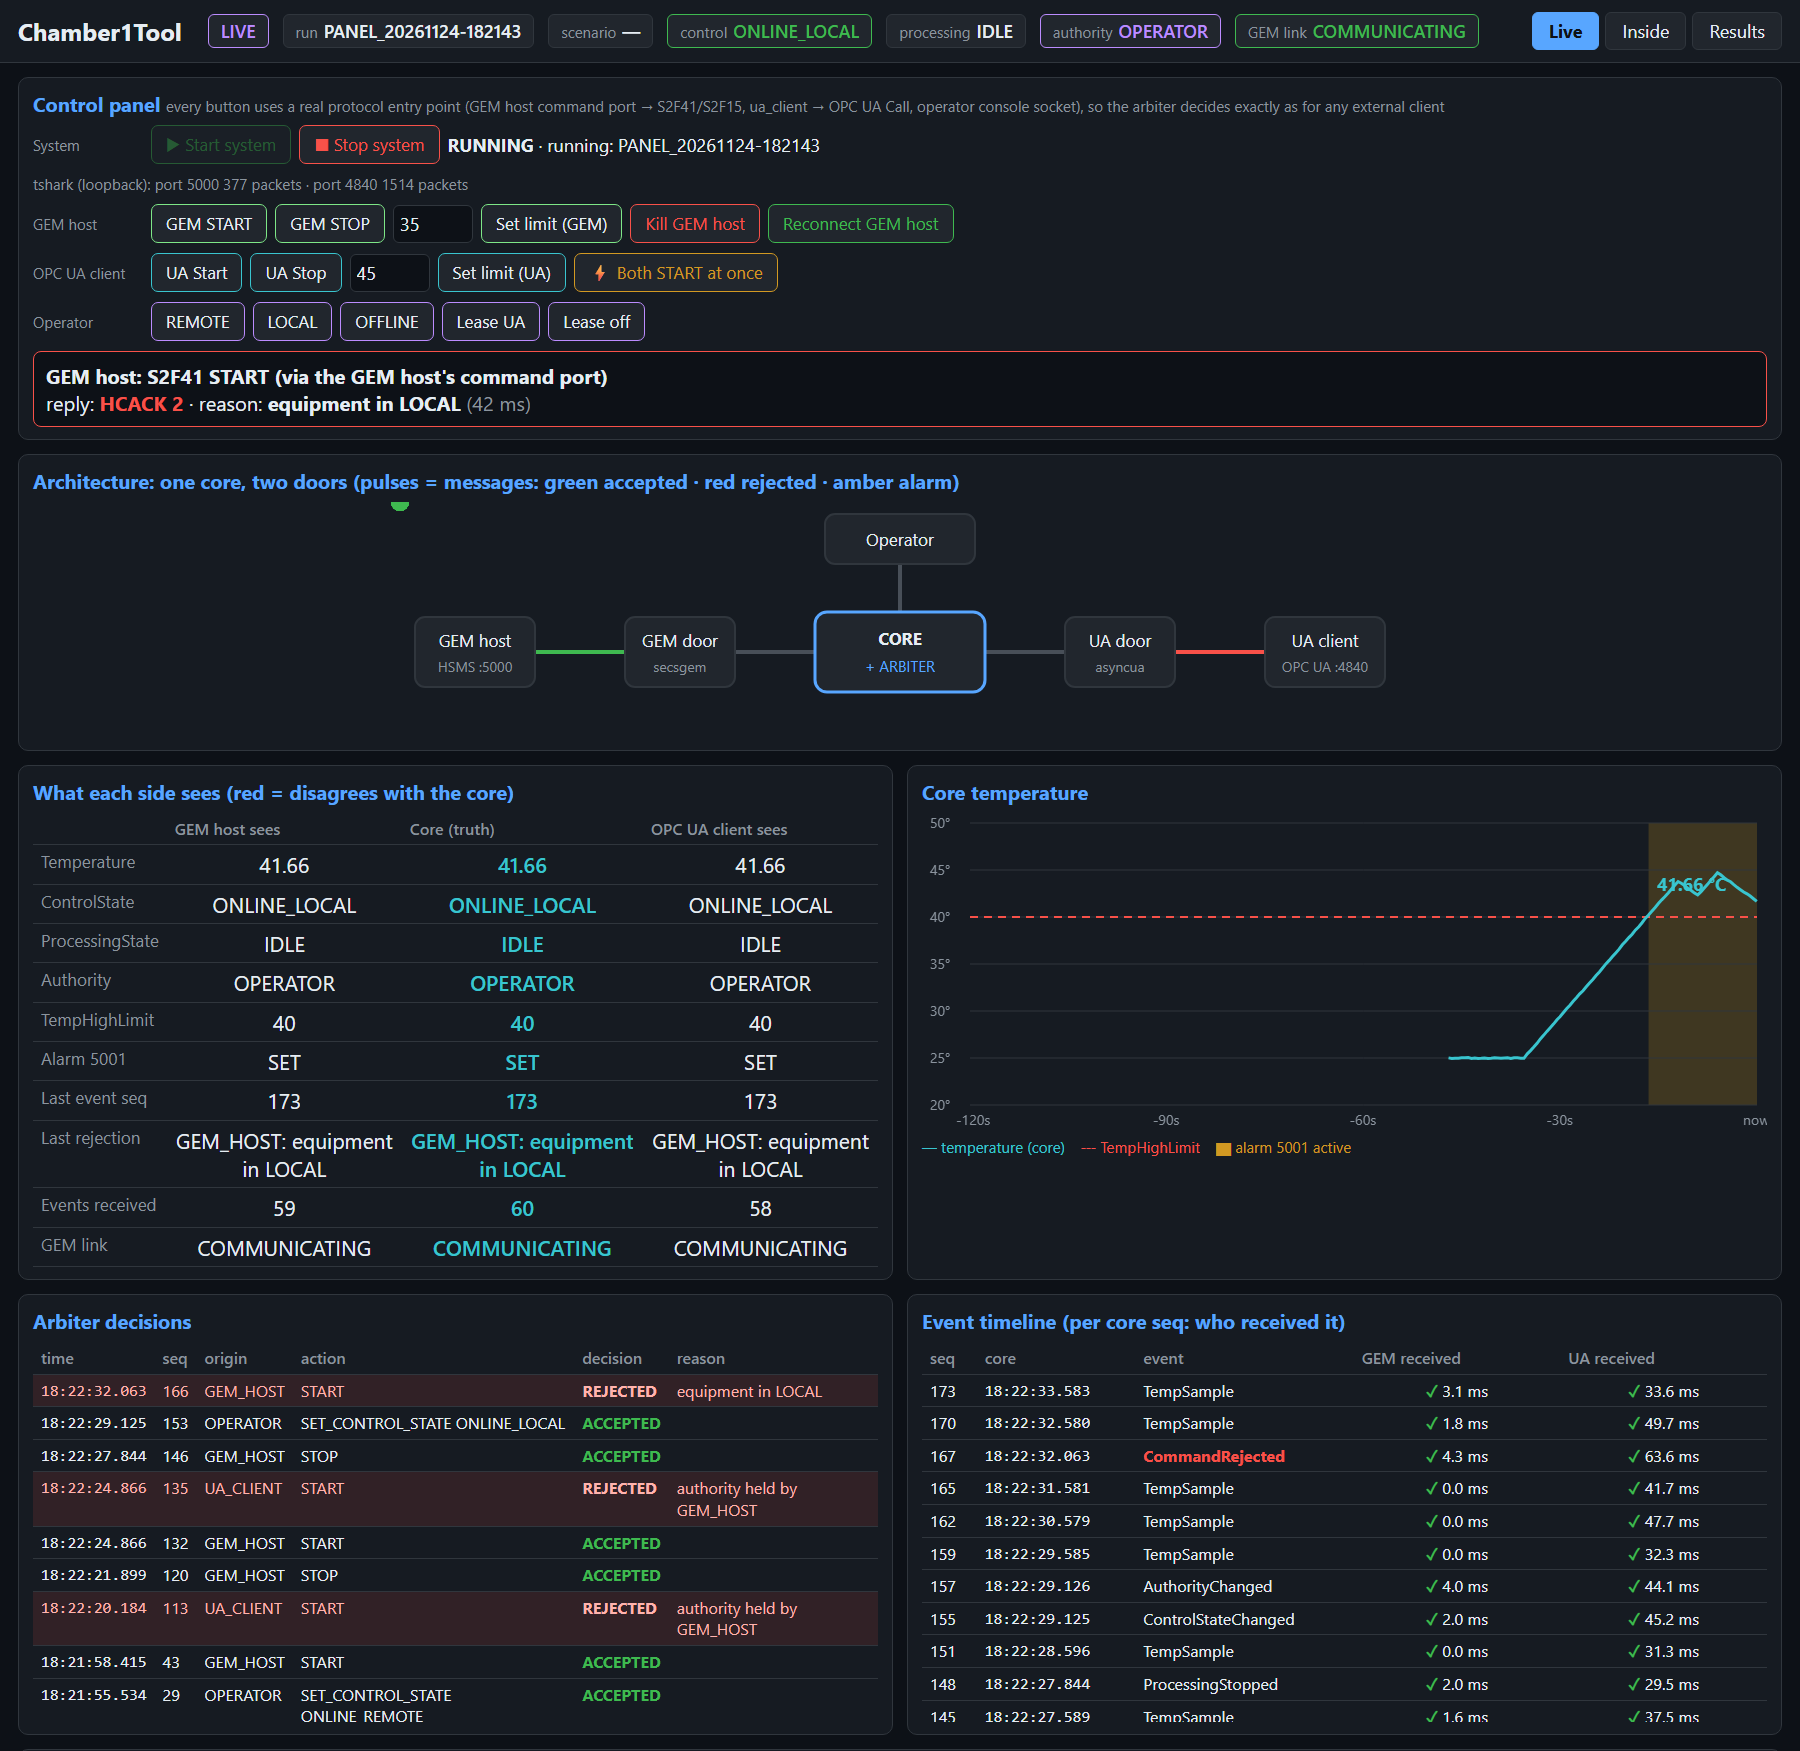 Chamber1Tool LIVE run PANEL_20261124-182143 scenario — control ONLINE_LOCAL processing IDLE authority OPERATOR GEM link COMMUNICATING Live Inside Results
Control panel every button uses a real protocol entry point (GEM host command port → S2F41/S2F15, ua_client → OPC UA Call, operator console socket), so the arbiter decides exactly as for any external client
System ▶ Start system ■ Stop system RUNNING · running: PANEL_20261124-182143
tshark (loopback): port 5000 377 packets · port 4840 1514 packets
GEM host GEM START GEM STOP 35 Set limit (GEM) Kill GEM host Reconnect GEM host
OPC UA client UA Start UA Stop 45 Set limit (UA) ⚡ Both START at once
Operator REMOTE LOCAL OFFLINE Lease UA Lease off
GEM host: S2F41 START (via the GEM host's command port)
reply: HCACK 2 · reason: equipment in LOCAL (42 ms)
Architecture: one core, two doors (pulses = messages: green accepted · red rejected · amber alarm)
Operator
GEM host GEM door CORE UA door UA client
HSMS :5000 secsgem + ARBITER asyncua OPC UA :4840
What each side sees (red = disagrees with the core)
GEM host sees Core (truth) OPC UA client sees
Temperature 41.66 41.66 41.66
ControlState ONLINE_LOCAL ONLINE_LOCAL ONLINE_LOCAL
ProcessingState IDLE IDLE IDLE
Authority OPERATOR OPERATOR OPERATOR
TempHighLimit 40 40 40
Alarm 5001 SET SET SET
Last event seq 173 173 173
Last rejection GEM_HOST: equipment GEM_HOST: equipment GEM_HOST: equipment
in LOCAL in LOCAL in LOCAL
Events received 59 60 58
GEM link COMMUNICATING COMMUNICATING COMMUNICATING
Core temperature
50°
45°
41.66 °C
40°
35°
30°
25°
20°
-120s -90s -60s -30s now
— temperature (core) — TempHighLimit alarm 5001 active
Arbiter decisions
time seq origin action decision reason
18:22:32.063 166 GEM_HOST START REJECTED equipment in LOCAL
18:22:29.125 153 OPERATOR SET_CONTROL_STATE ONLINE_LOCAL ACCEPTED
18:22:27.844 146 GEM_HOST STOP ACCEPTED
18:22:24.866 135 UA_CLIENT START REJECTED authority held by
GEM_HOST
18:22:24.866 132 GEM_HOST START ACCEPTED
18:22:21.899 120 GEM_HOST STOP ACCEPTED
18:22:20.184 113 UA_CLIENT START REJECTED authority held by
GEM_HOST
18:21:58.415 43 GEM_HOST START ACCEPTED
18:21:55.534 29 OPERATOR SET_CONTROL_STATE ACCEPTED
ONLINE_REMOTE
Event timeline (per core seq: who received it)
seq core event GEM received UA received
173 18:22:33.583 TempSample ✓ 3.1 ms ✓ 33.6 ms
170 18:22:32.580 TempSample ✓ 1.8 ms ✓ 49.7 ms
167 18:22:32.063 CommandRejected ✓ 4.3 ms ✓ 63.6 ms
165 18:22:31.581 TempSample ✓ 0.0 ms ✓ 41.7 ms
162 18:22:30.579 TempSample ✓ 0.0 ms ✓ 47.7 ms
159 18:22:29.585 TempSample ✓ 0.0 ms ✓ 32.3 ms
157 18:22:29.126 AuthorityChanged ✓ 4.0 ms ✓ 44.1 ms
155 18:22:29.125 ControlStateChanged ✓ 2.0 ms ✓ 45.2 ms
151 18:22:28.596 TempSample ✓ 0.0 ms ✓ 31.3 ms
148 18:22:27.844 ProcessingStopped ✓ 2.0 ms ✓ 29.5 ms
145 18:22:27.589 TempSample ✓ 1.6 ms ✓ 37.5 ms